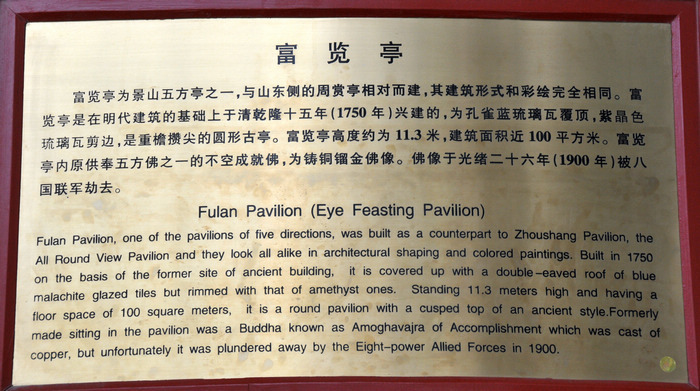 富览亭
富览亭为景山五方亭之一，与山东侧的周赏亭相对而建，其建筑形式和彩绘完全相同。富
览亭是在明代建筑的基础上于清乾隆十五年(1750 年)兴建的，为孔雀蓝琉璃瓦覆顶，紫晶色
琉璃瓦剪边，是重檐攒尖的圆形古亭。富览亭高度约为 11.3 米，建筑面积近 100 平方米。富览
亭内原供奉五方佛之一的不空成就佛，为铸铜镏金佛像。佛像于光绪二十六年(1900 年)被八
国联军劫去。
Fulan Pavilion (Eye Feasting Pavilion)
Fulan Pavilion, one of the pavilions of five directions, was built as a counterpart to Zhoushang Pavilion, the
All Round View Pavilion and they look all alike in architectural shaping and colored paintings. Built in 1750
on the basis of the former site of ancient building, it is covered up with a double-eaved roof of blue
malachite glazed tiles but rimmed with that of amethyst ones. Standing 11.3 meters high and having a
floor space of 100 square meters, it is a round pavilion with a cusped top of an ancient style.Formerly
made sitting in the pavilion was a Buddha known as Amoghavajra of Accomplishment which was cast of
copper, but unfortunately it was plundered away by the Eight-power Allied Forces in 1900.